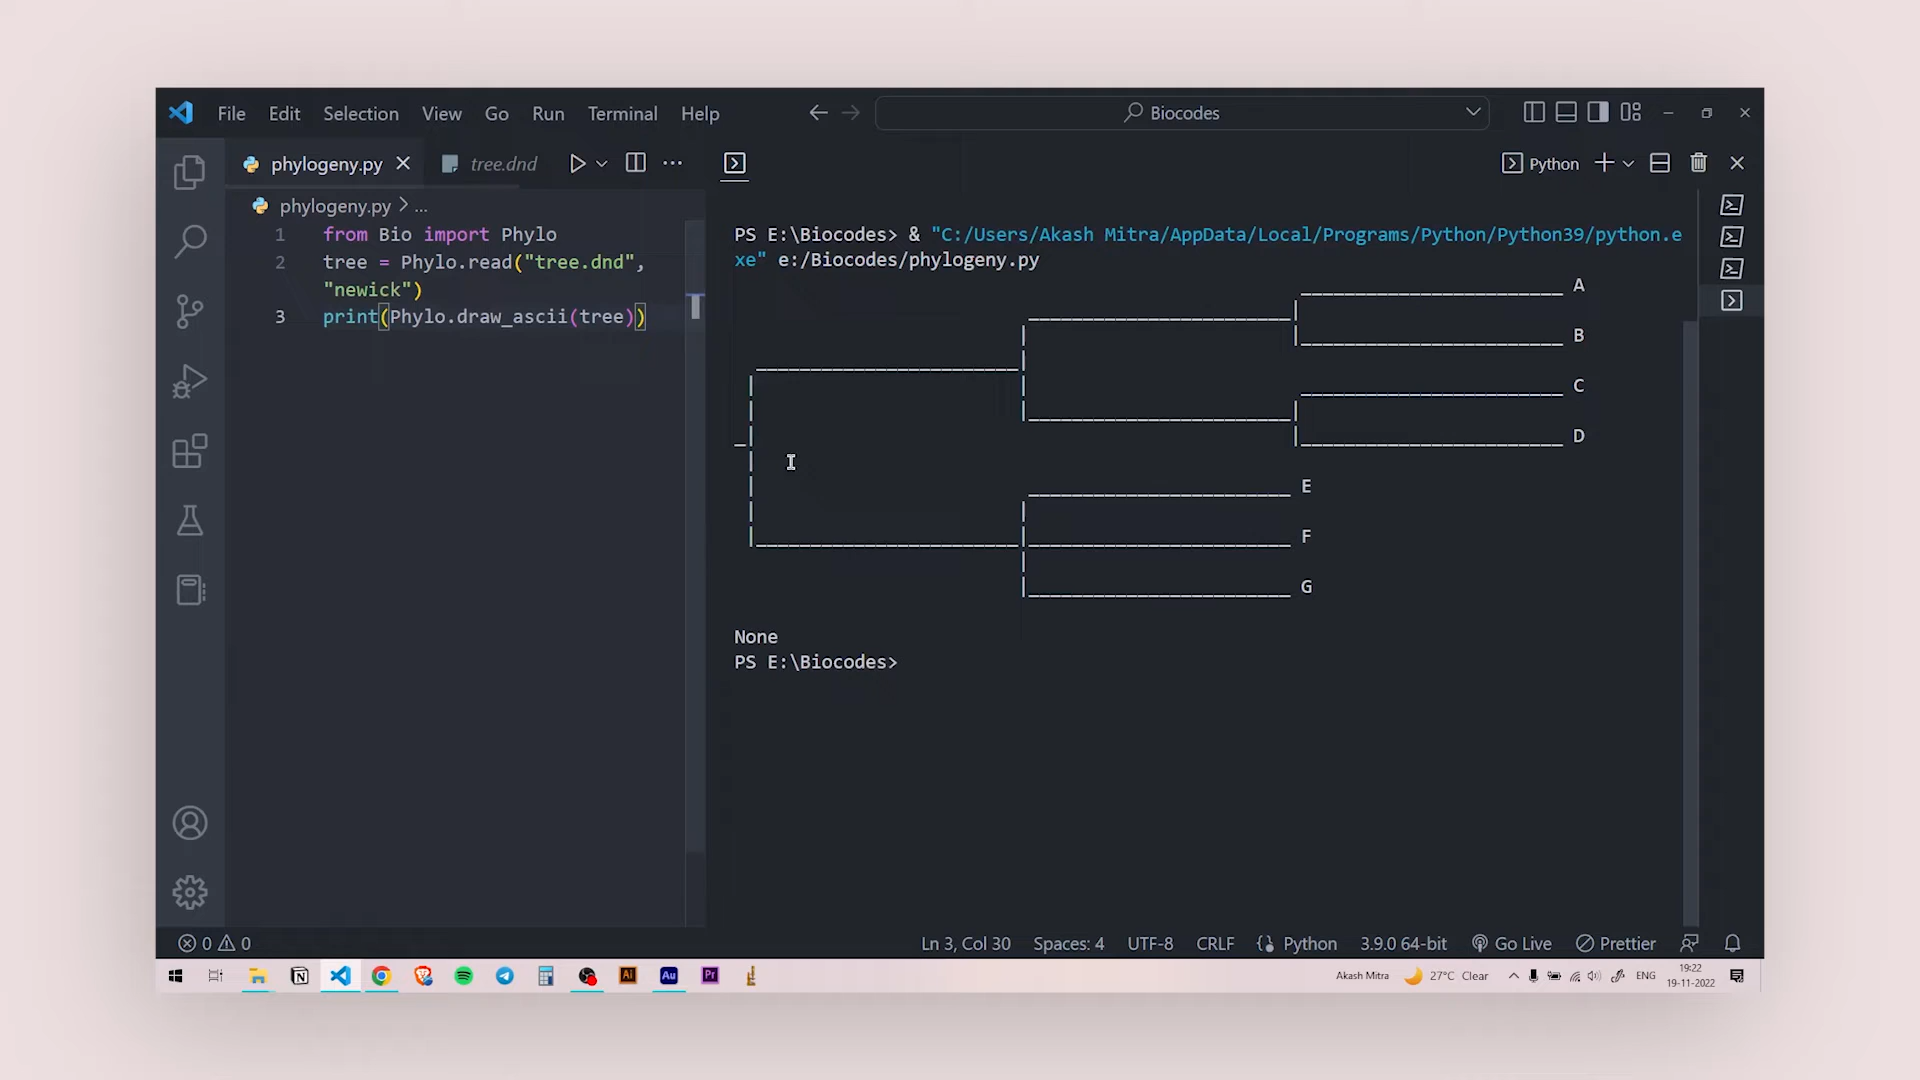 File Edit Selection View Go Run Terminal Help
Biocodes
phylogeny.py
tree.dnd
Python
phylogeny.py > ...
1 from Bio import Phylo
2 tree = Phylo.read("tree.dnd",
"newick")
3 print(Phylo.draw_ascii(tree))
PS E:\Biocodes> & "C:/Users/Akash Mitra/AppData/Local/Programs/Python/Python39/python.e
xe" e:/Biocodes/phylogeny.py
A
B
C
D
E
F
G
None
PS E:\Biocodes>
0 0
Ln 3, Col 30 Spaces: 4 UTF-8 CRLF Python 3.9.0 64-bit Go Live Prettier
Ai Au Pr
Akash Mitra 27°C Clear ENG
19:22
19-11-2022